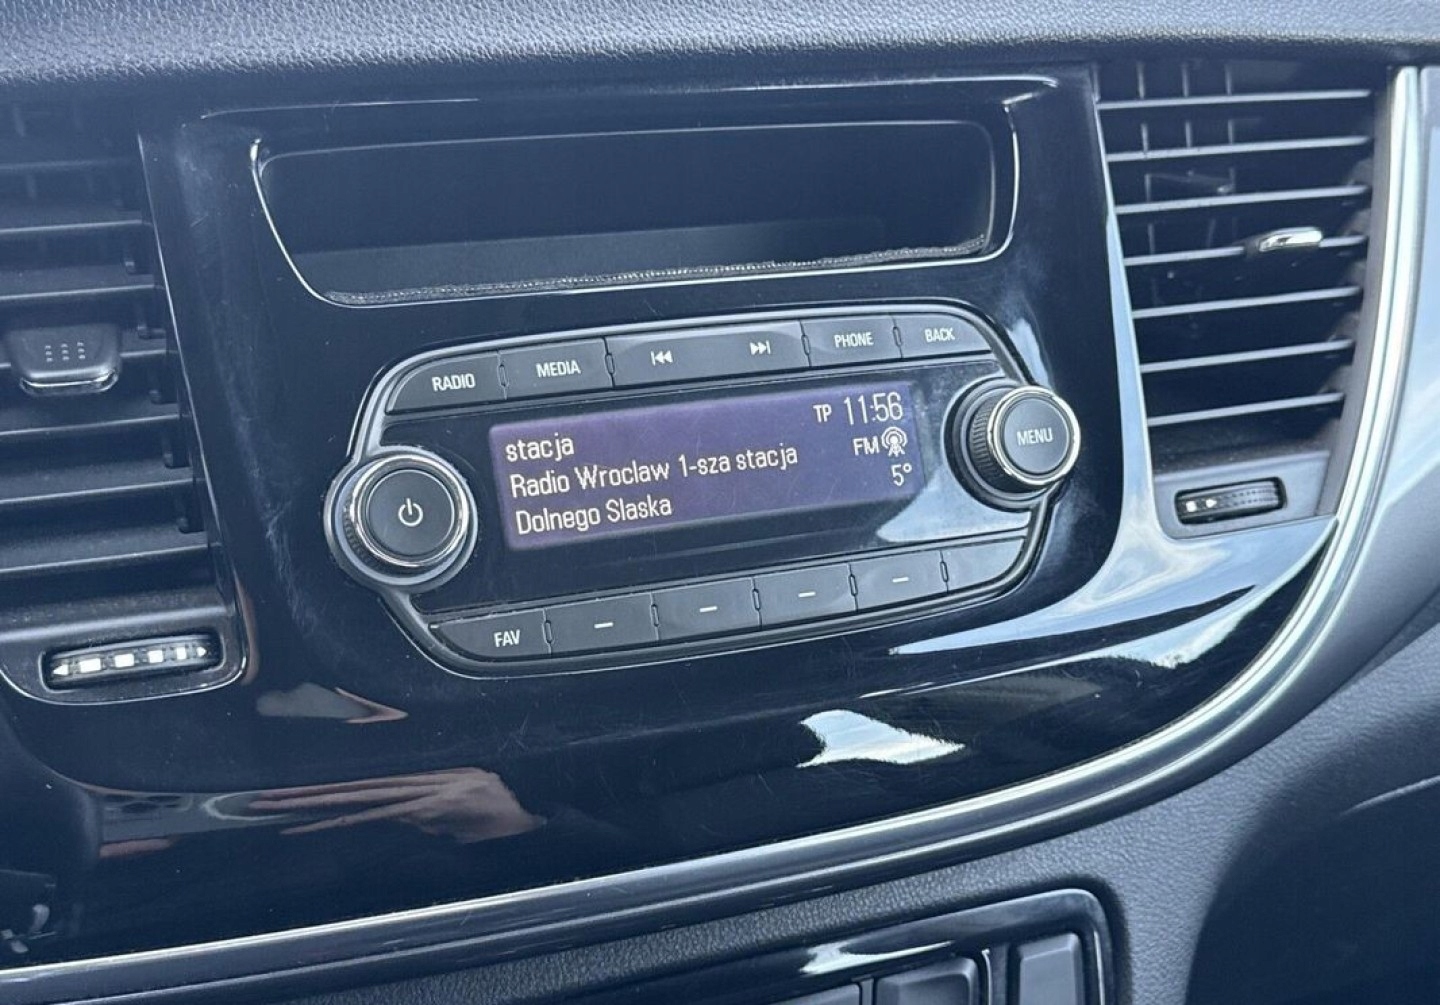 RADIO MEDIA PHONE BACK
TP 11:56
stacja
FM
Radio Wroclaw 1-sza stacja
5°
Dolnego Slaska
MENU
FAV